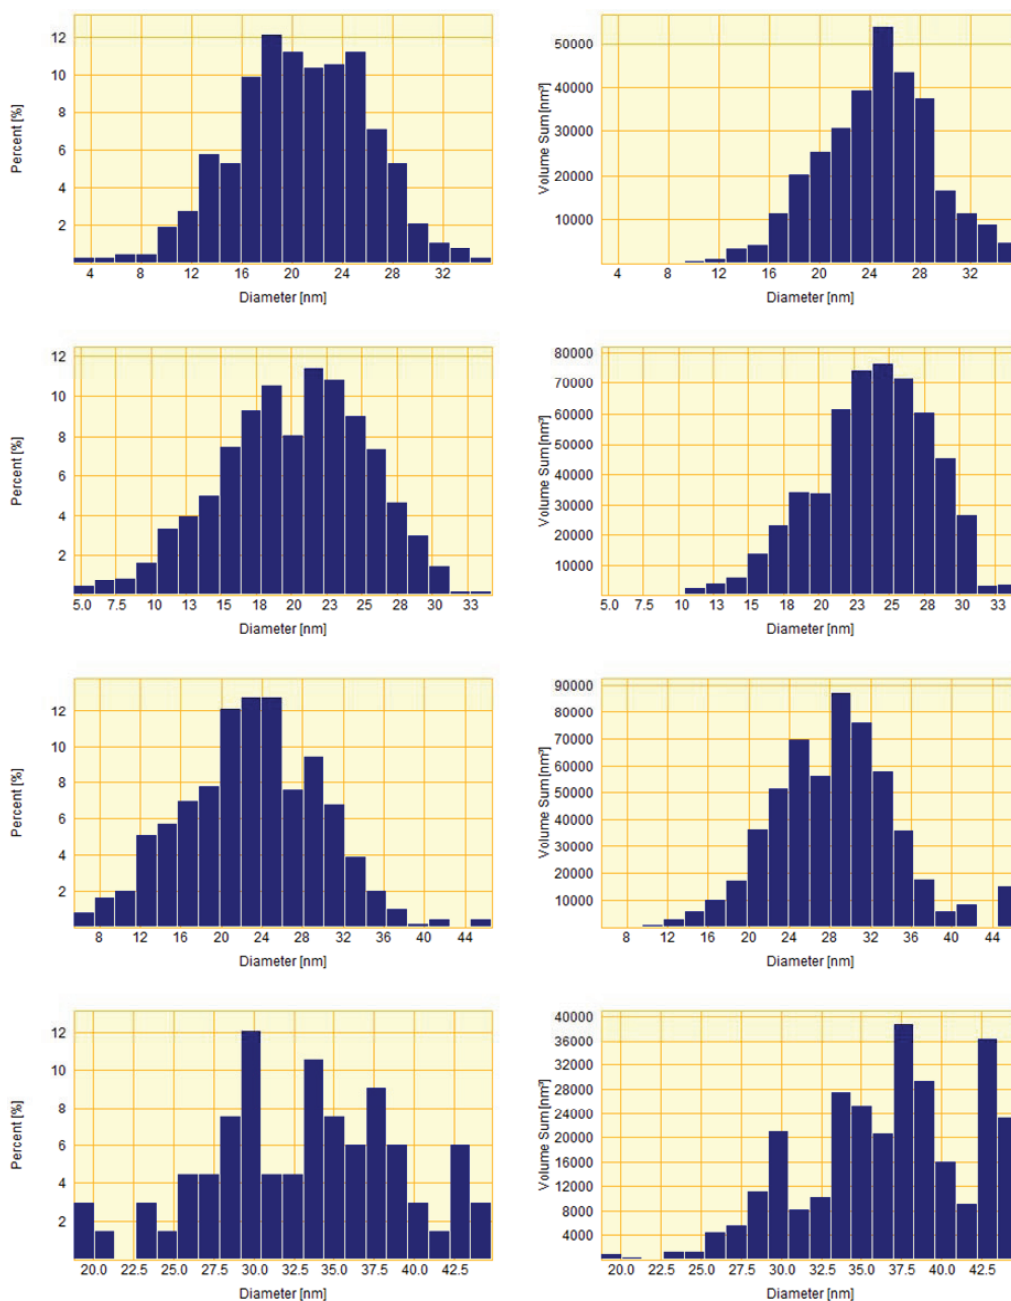 Percent [%]
12
10
8
6
4
2
4 8 12 16 20 24 28 32
Diameter [nm]
Volume Sum [nm³]
50000
40000
30000
20000
10000
4 8 12 16 20 24 28 32
Diameter [nm]
Percent [%]
12
10
8
6
4
2
5.0 7.5 10 13 15 18 20 23 25 28 30 33
Diameter [nm]
Volume Sum [nm³]
80000
70000
60000
50000
40000
30000
20000
10000
5.0 7.5 10 13 15 18 20 23 25 28 30 33
Diameter [nm]
Percent [%]
12
10
8
6
4
2
8 12 16 20 24 28 32 36 40 44
Diameter [nm]
Volume Sum [nm³]
90000
80000
70000
60000
50000
40000
30000
20000
10000
8 12 16 20 24 28 32 36 40 44
Diameter [nm]
Percent [%]
12
10
8
6
4
2
20.0 22.5 25.0 27.5 30.0 32.5 35.0 37.5 40.0 42.5
Diameter [nm]
Volume Sum [nm³]
40000
36000
32000
28000
24000
20000
16000
12000
8000
4000
20.0 22.5 25.0 27.5 30.0 32.5 35.0 37.5 40.0 42.5
Diameter [nm]